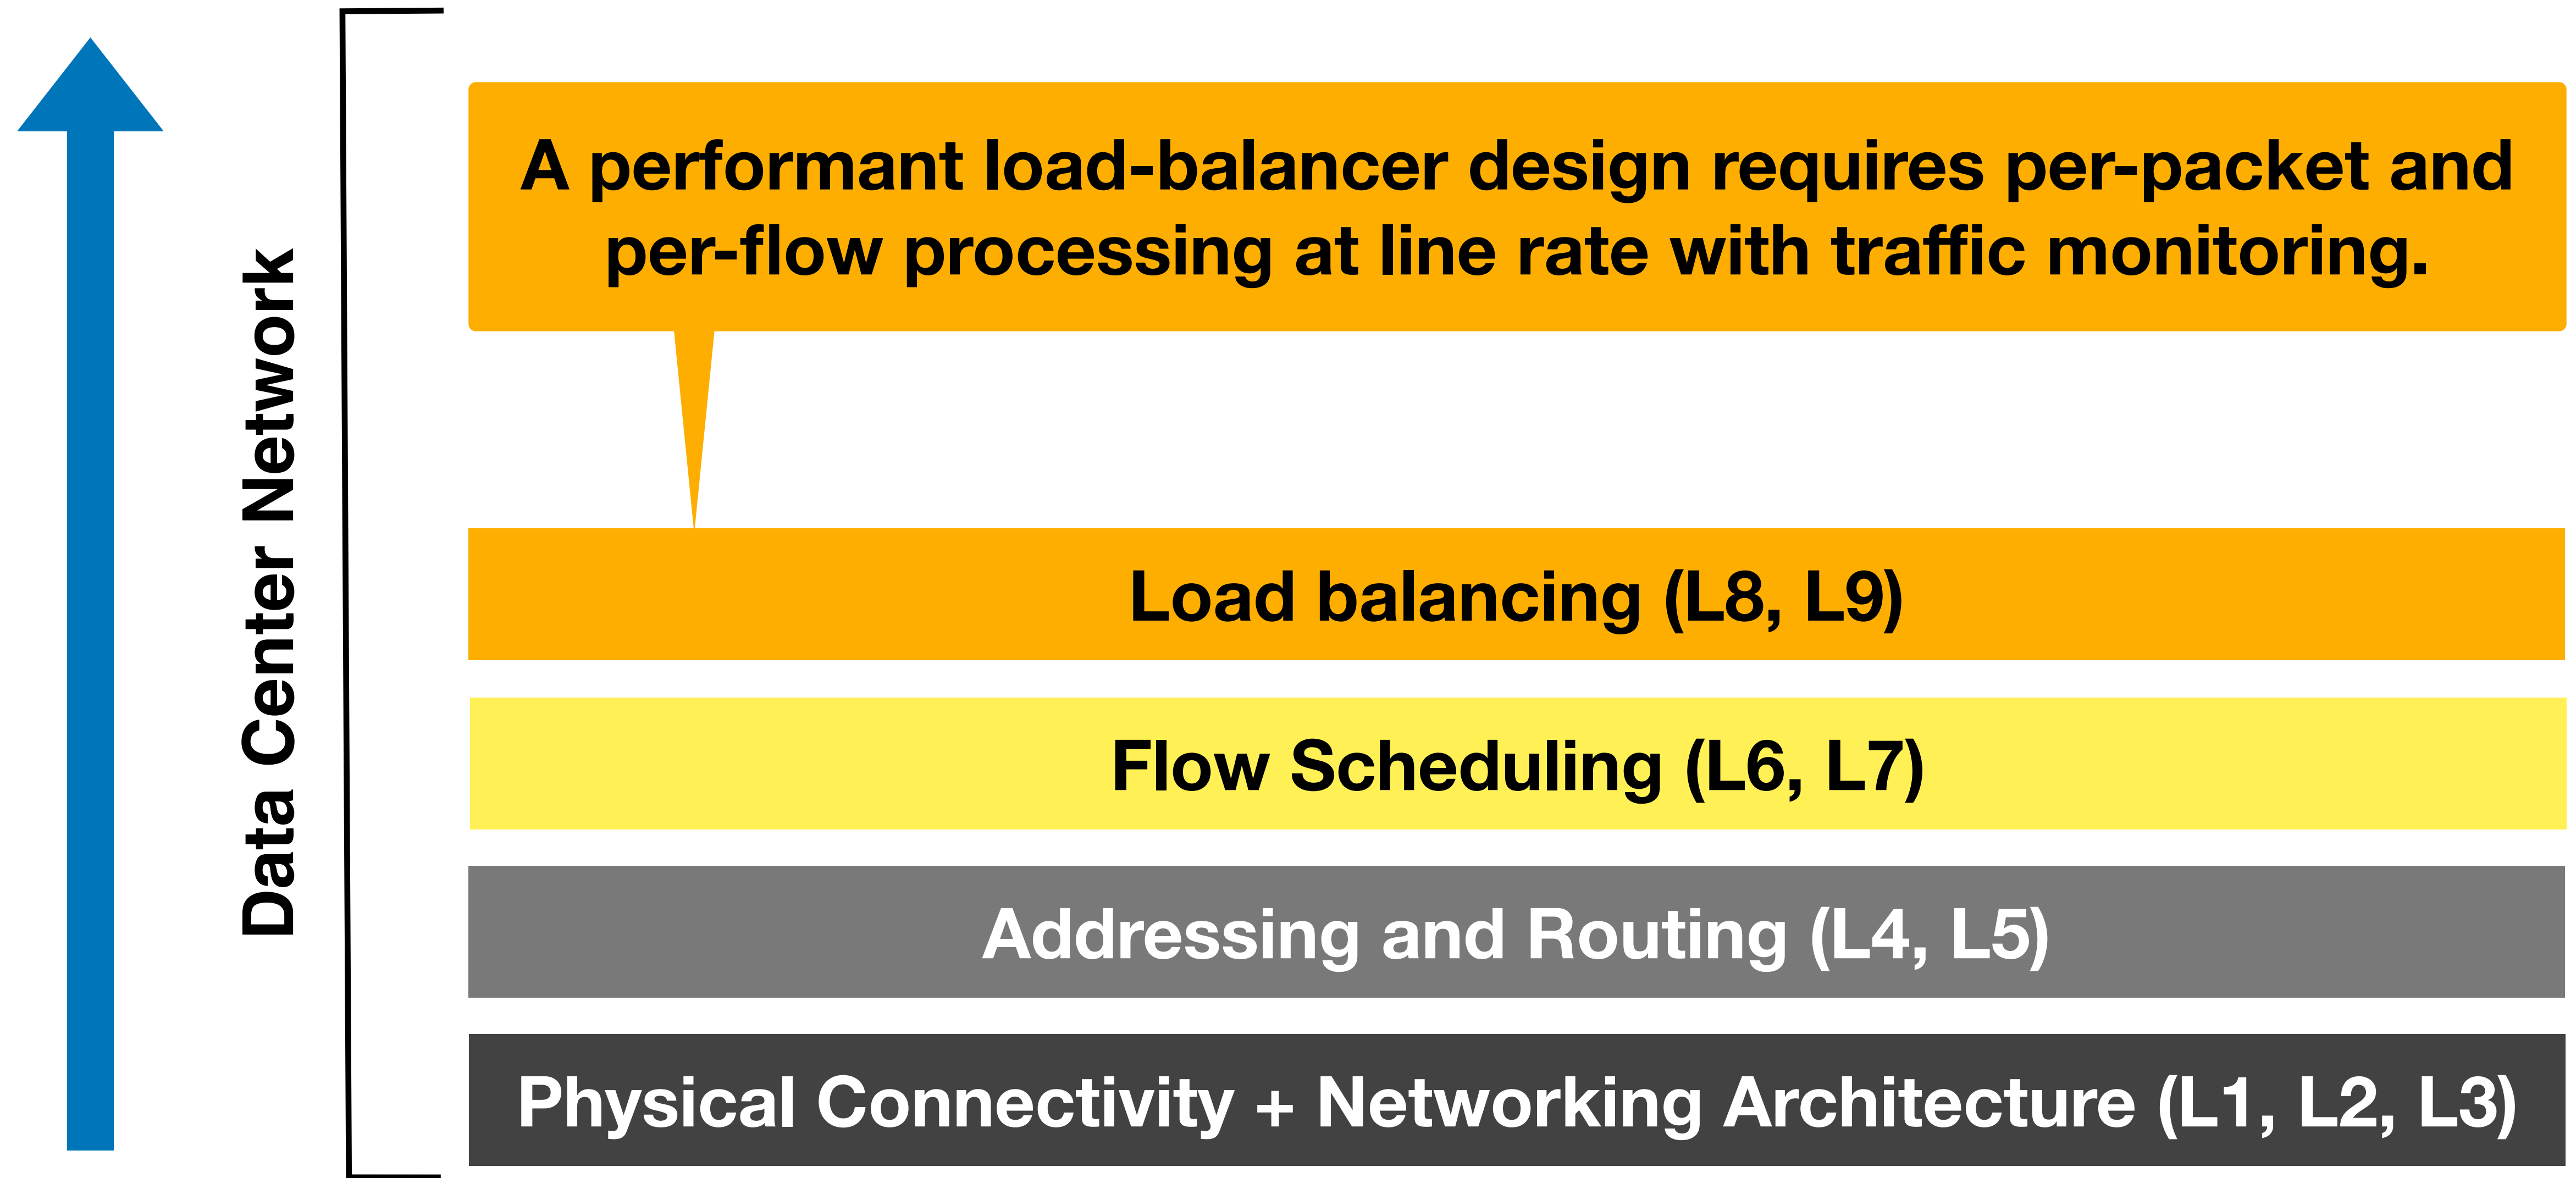 Data Center Network
A performant load-balancer design requires per-packet and
per-flow processing at line rate with traffic monitoring.
Load balancing (L8, L9)
Flow Scheduling (L6, L7)
Addressing and Routing (L4, L5)
Physical Connectivity + Networking Architecture (L1, L2, L3)